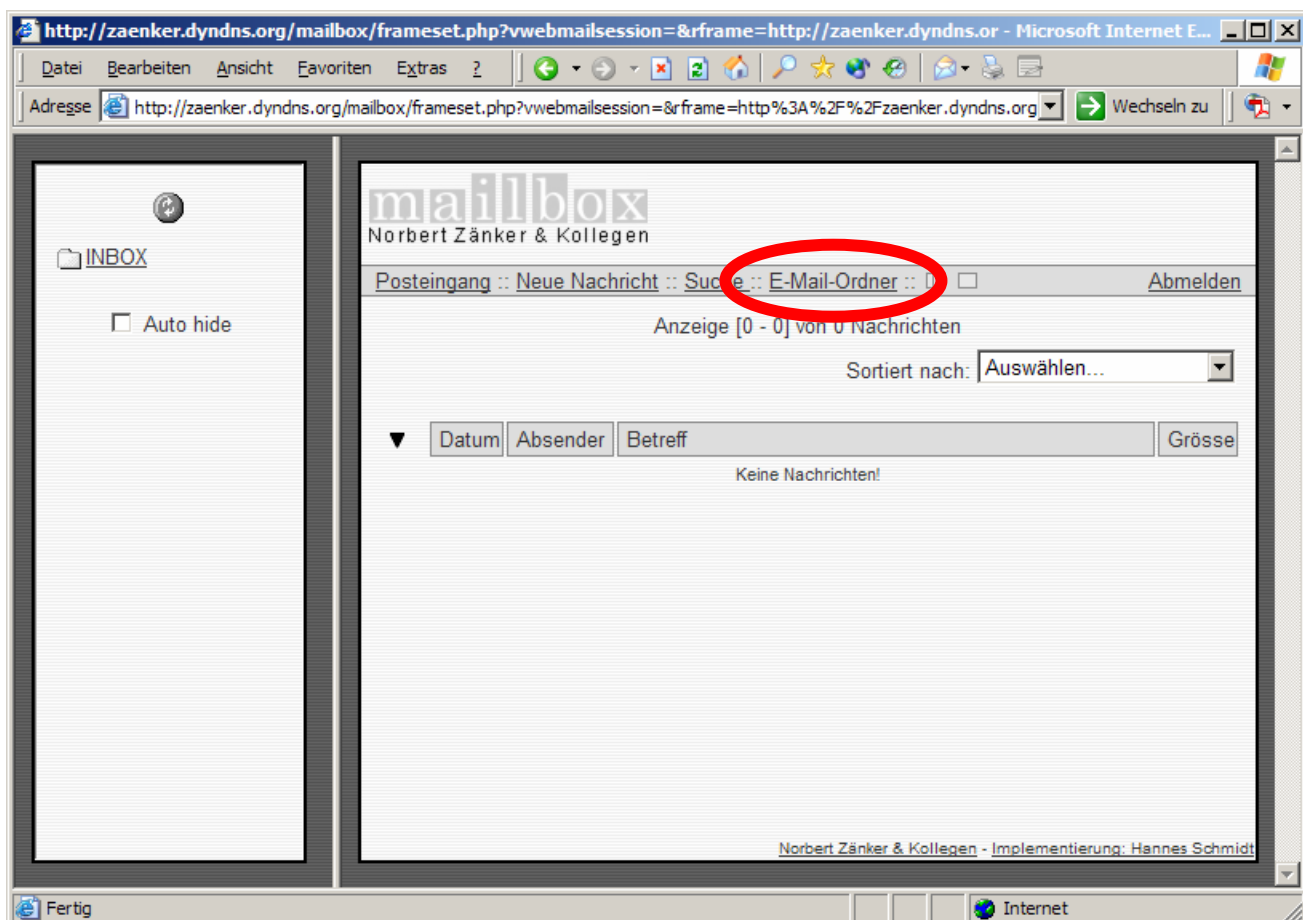 http://zaenker.dyndns.org/mailbox/frameset.php?vwebmailsession=&rframe=http://zaenker.dyndns.or - Microsoft Internet E...
Datei Bearbeiten Ansicht Favoriten Extras ?
Adresse http://zaenker.dyndns.org/mailbox/frameset.php?vwebmailsession=&rframe=http%3A%2F%2Fzaenker.dyndns.org Wechseln zu
mailbox
Norbert Zänker & Kollegen
INBOX
Auto hide
Posteingang :: Neue Nachricht :: Suche :: E-Mail-Ordner :: Abmelden
Anzeige [0 - 0] von 0 Nachrichten
Sortiert nach: Auswählen...
Datum Absender Betreff Grösse
Keine Nachrichten!
Norbert Zänker & Kollegen - Implementierung: Hannes Schmidt
Fertig Internet